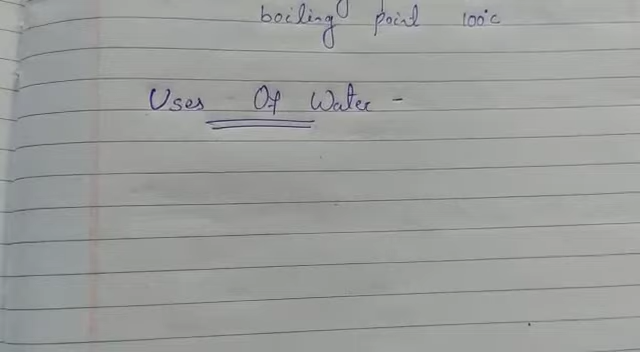 boiling point 100°C
Uses Of Water -